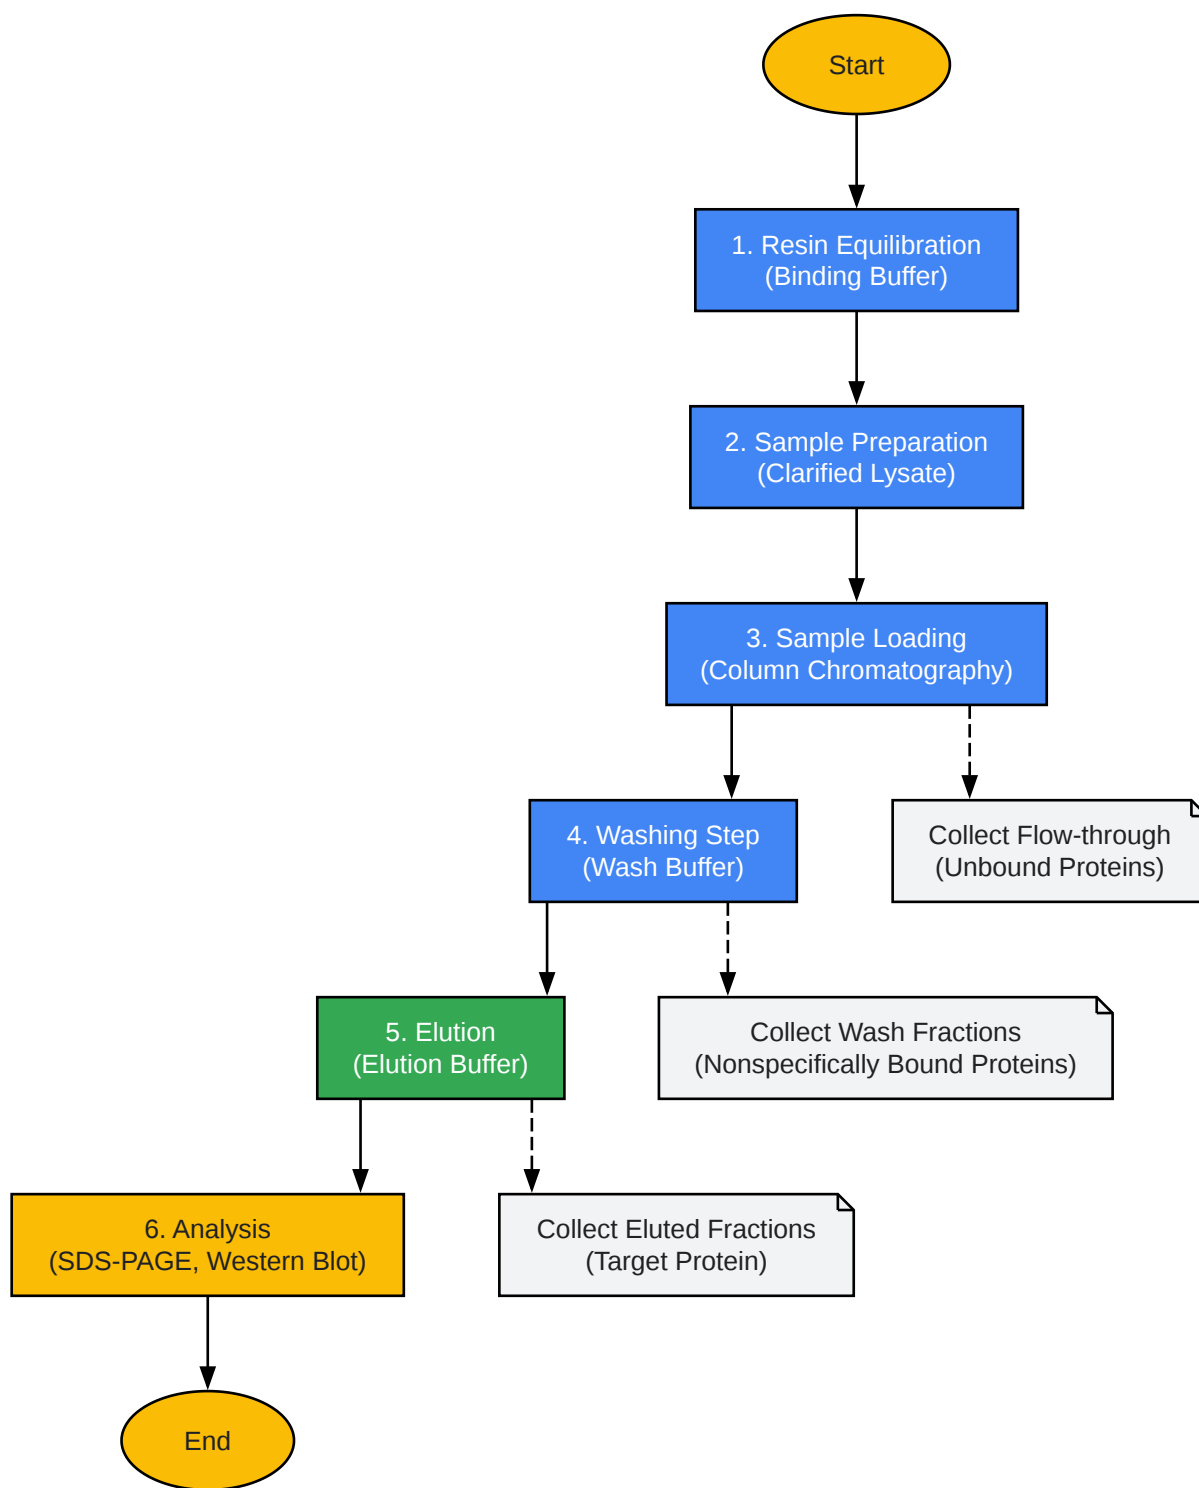 Start
1. Resin Equilibration
(Binding Buffer)
2. Sample Preparation
(Clarified Lysate)
3. Sample Loading
(Column Chromatography)
4. Washing Step
(Wash Buffer)
Collect Flow-through
(Unbound Proteins)
5. Elution
(Elution Buffer)
Collect Wash Fractions
(Nonspecifically Bound Proteins)
6. Analysis
(SDS-PAGE, Western Blot)
Collect Eluted Fractions
(Target Protein)
End